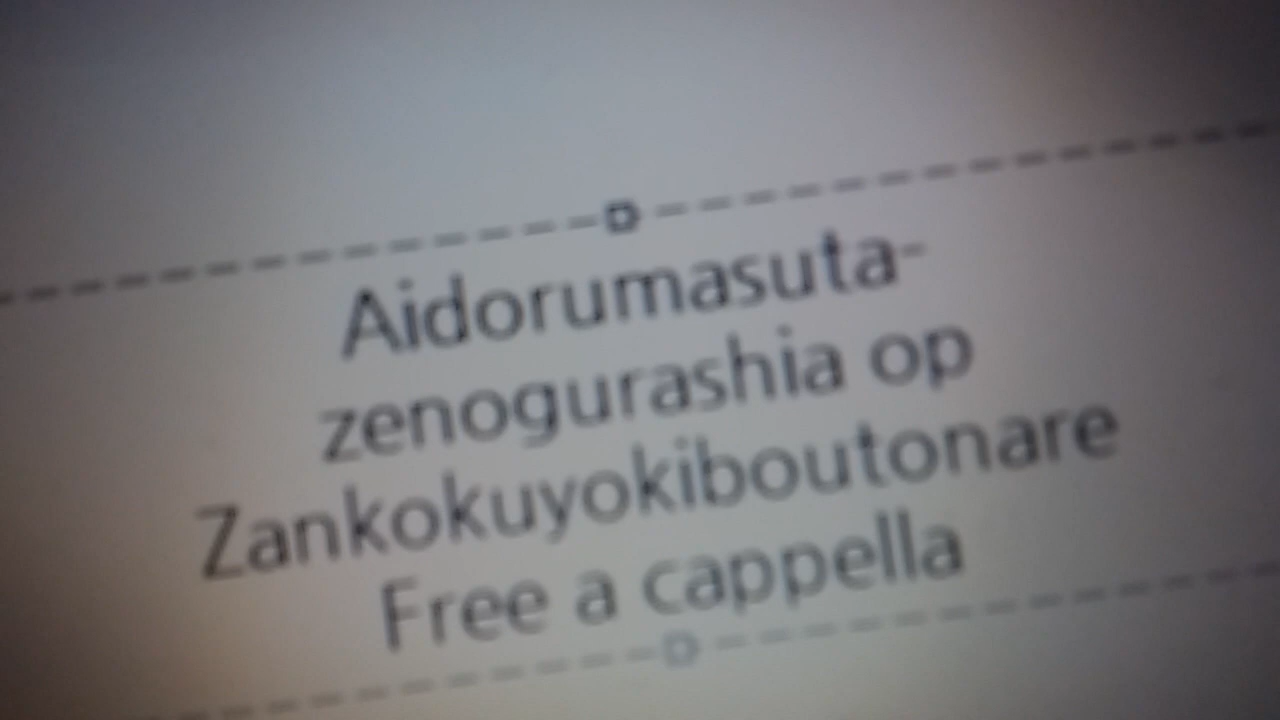 Aidorumasuta-
zenogurashia op
Zankokuyokiboutonare
Free a cappella